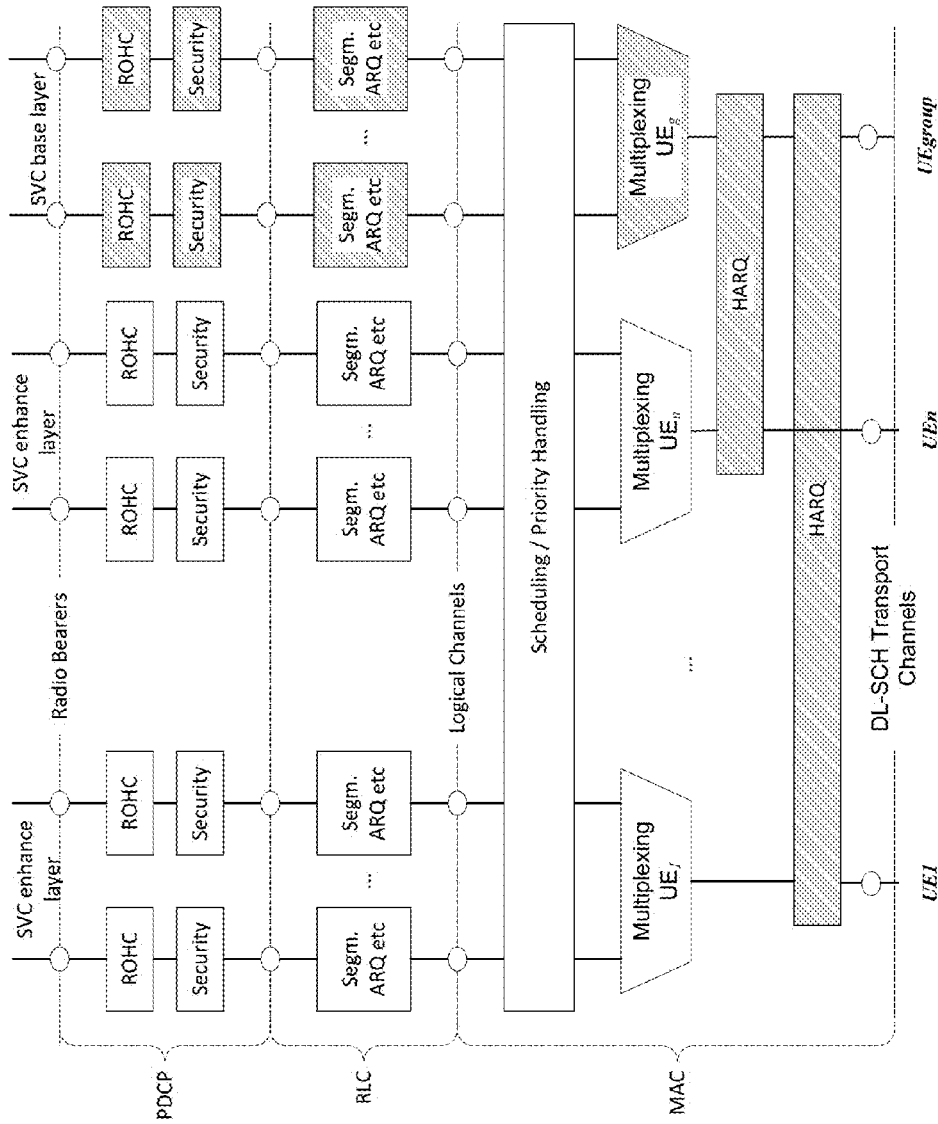 SVC enhance
layer
SVC enhance
layer
SVC base layer
Radio Bearers
PDCP
ROHC
ROHC
ROHC
ROHC
ROHC
ROHC
Security
Security
Security
Security
Security
Security
RLC
Segm.
ARQ etc
...
Segm.
ARQ etc
Segm.
ARQ etc
...
Segm.
ARQ etc
Segm.
ARQ etc
...
Segm.
ARQ etc
Logical Channels
MAC
Scheduling / Priority Handling
Multiplexing
UE1
...
Multiplexing
UEn
Multiplexing
UEg
HARQ
HARQ
DL-SCH Transport
Channels
UE1
UEn
UEgroup